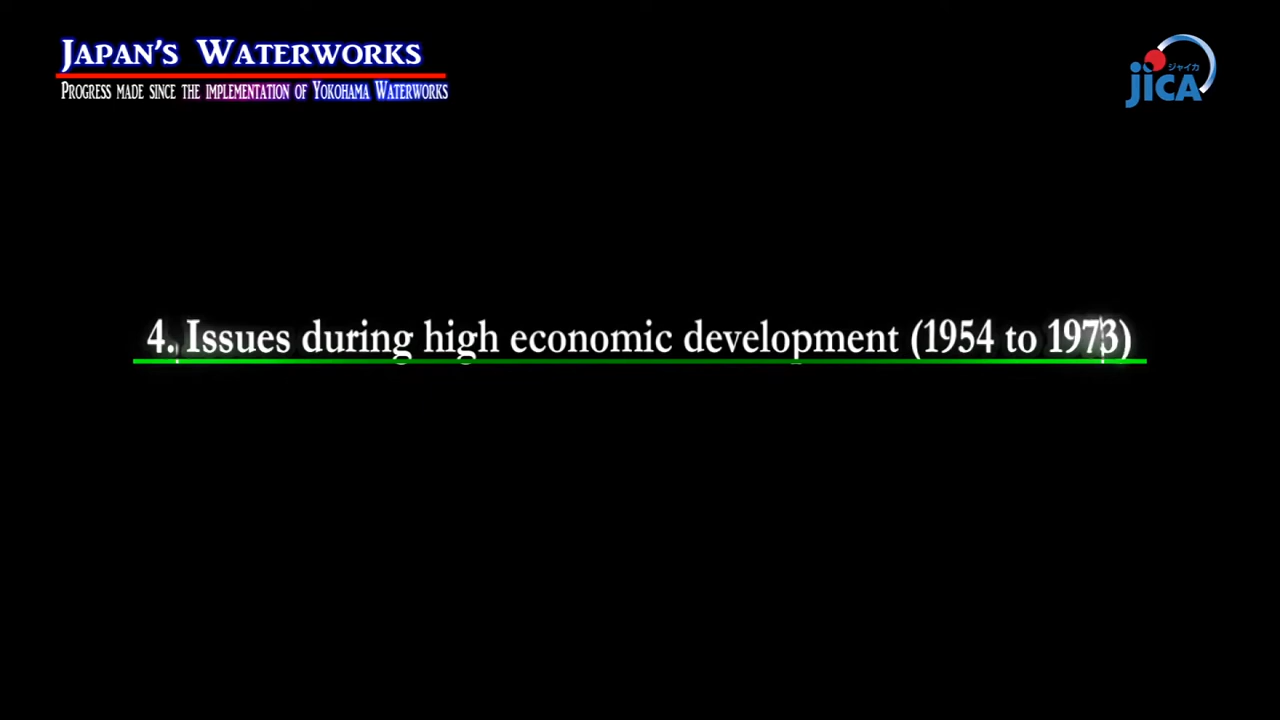 JAPAN'S WATERWORKS
PROGRESS MADE SINCE THE IMPLEMENTATION OF YOKOHAMA WATERWORKS
ジャイカ
JICA
4. Issues during high economic development (1954 to 1973)